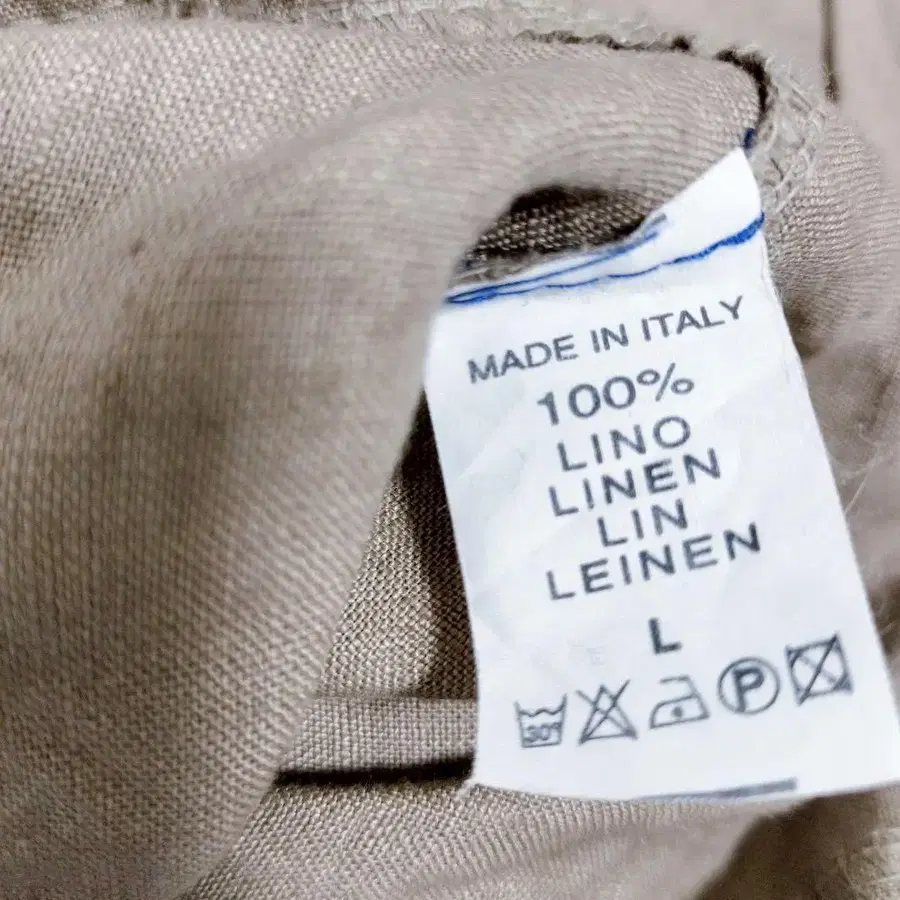 MADE IN ITALY
100%
LINO
LINEN
LIN
LEINEN
L
30° P